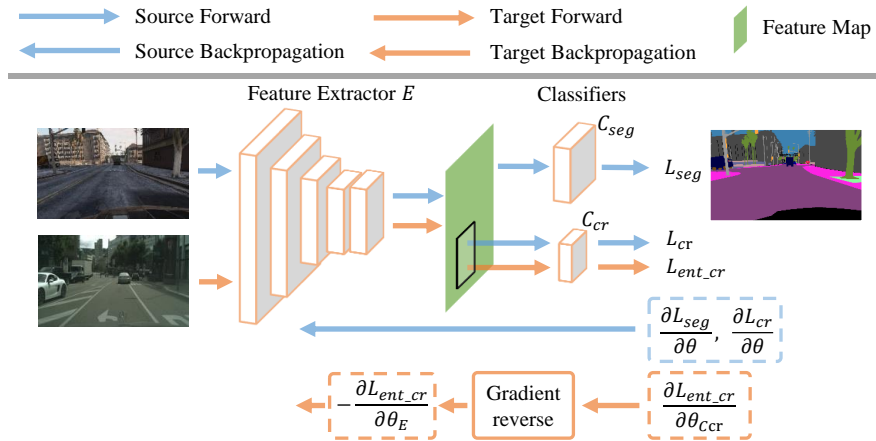 Source Forward
Target Forward
Feature Map
Source Backpropagation
Target Backpropagation
Feature Extractor E
Classifiers
C_seg
L_seg
C_cr
L_cr
L_ent_cr
∂L_seg/∂θ, ∂L_cr/∂θ
−∂L_ent_cr/∂θ_E
Gradient
reverse
∂L_ent_cr/∂θ_Ccr